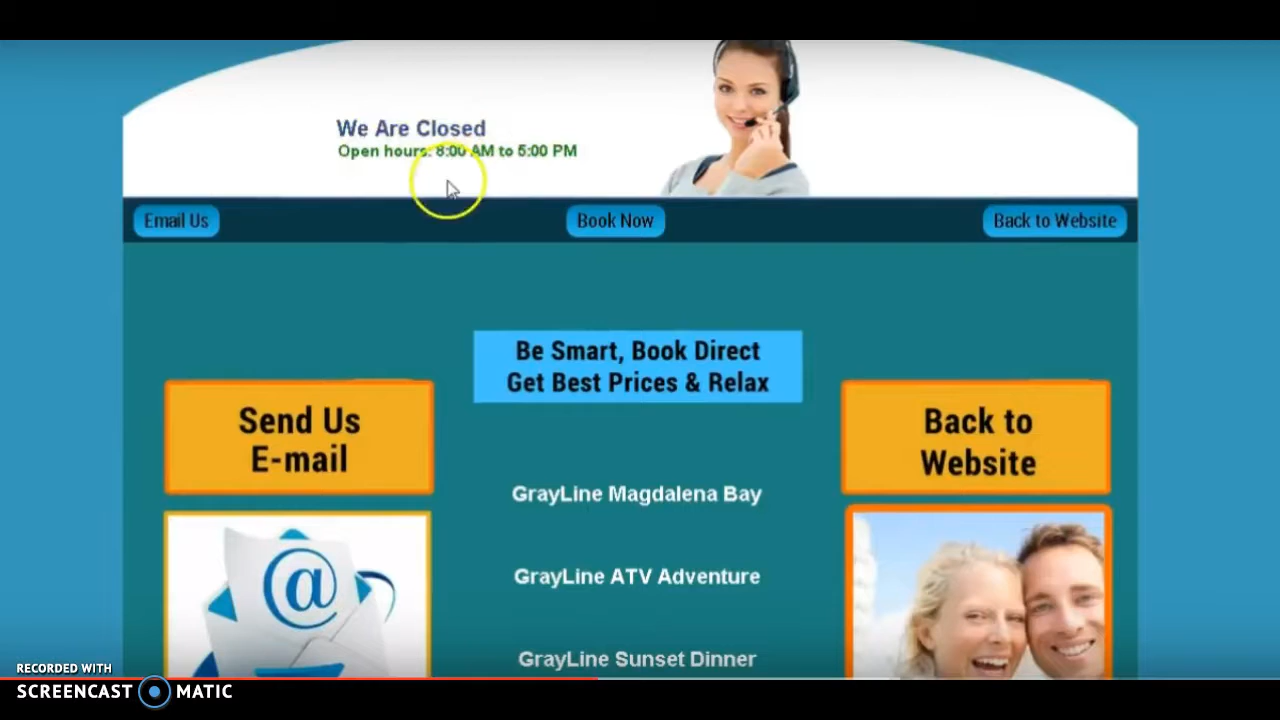 We Are Closed
Open hours: 8:00 AM to 5:00 PM
Email Us
Book Now
Back to Website
Be Smart, Book Direct
Get Best Prices & Relax
Send Us
E-mail
Back to
Website
GrayLine Magdalena Bay
@
GrayLine ATV Adventure
GrayLine Sunset Dinner
RECORDED WITH
SCREENCAST MATIC